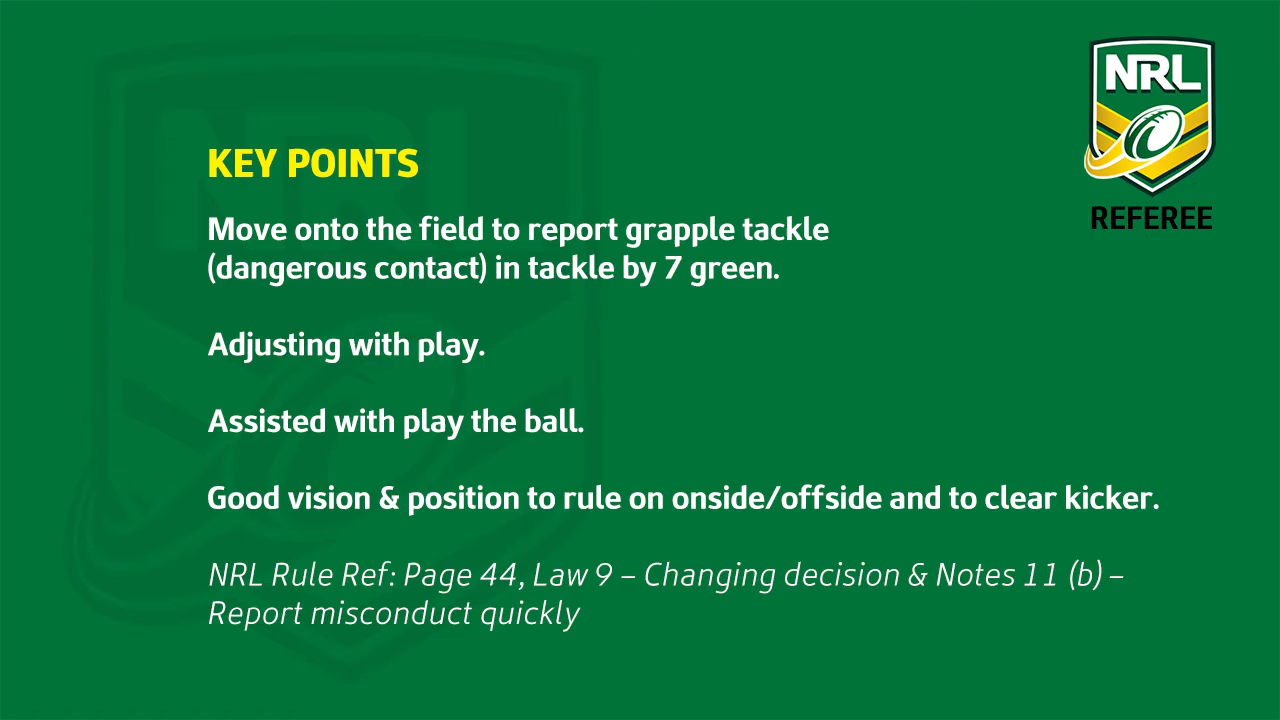 NRL
REFEREE
KEY POINTS
Move onto the field to report grapple tackle
(dangerous contact) in tackle by 7 green.
Adjusting with play.
Assisted with play the ball.
Good vision & position to rule on onside/offside and to clear kicker.
NRL Rule Ref: Page 44, Law 9 – Changing decision & Notes 11 (b) –
Report misconduct quickly